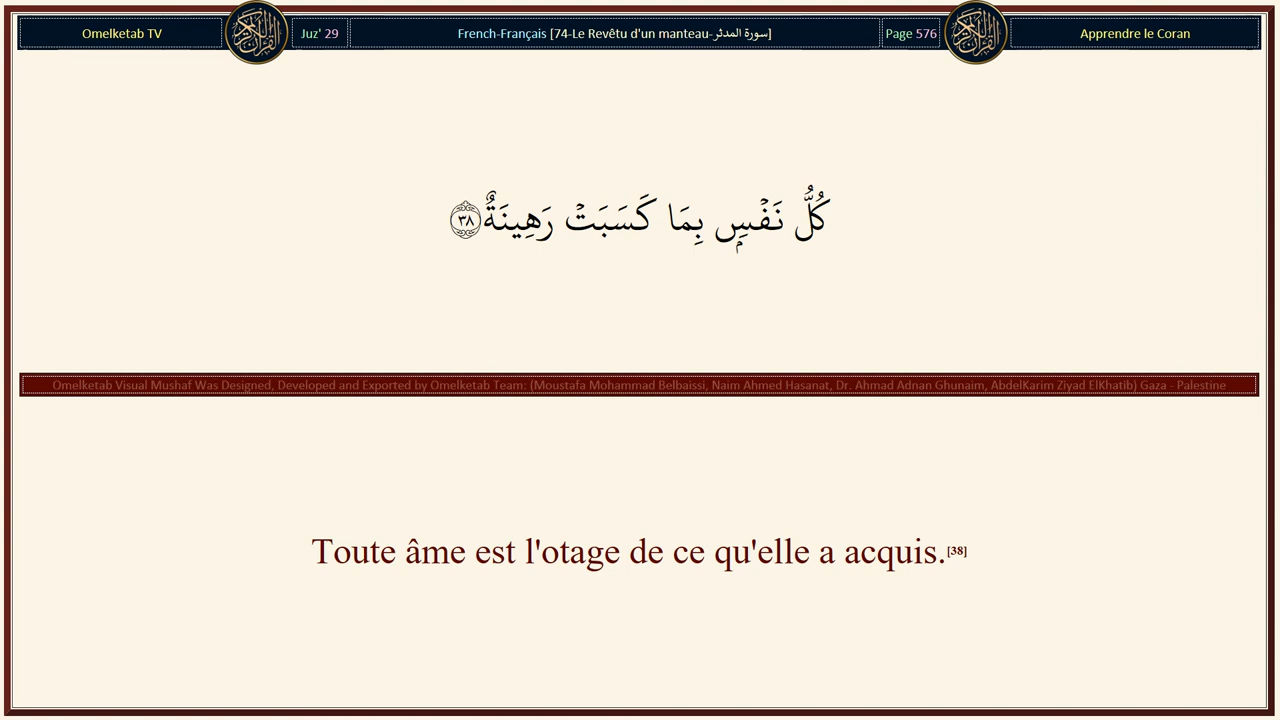 Omelketab TV
Juz' 29
French-Français [74-Le Revêtu d'un manteau-سورة المدثر]
Page 576
Apprendre le Coran
كُلُّ نَفۡسِۭ بِمَا كَسَبَتۡ رَهِينَةٌ ٣٨
Omelketab Visual Mushaf Was Designed, Developed and Exported by Omelketab Team: (Moustafa Mohammad Belbaissi, Naim Ahmed Hasanat, Dr. Ahmad Adnan Ghunaim, AbdelKarim Ziyad ElKhatib) Gaza - Palestine
Toute âme est l'otage de ce qu'elle a acquis.[38]